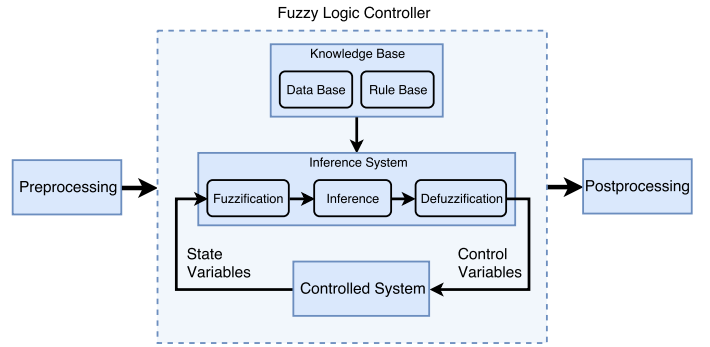 Fuzzy Logic Controller
Knowledge Base
Data Base
Rule Base
Inference System
Preprocessing
Fuzzification
Inference
Defuzzification
Postprocessing
State
Variables
Control
Variables
Controlled System